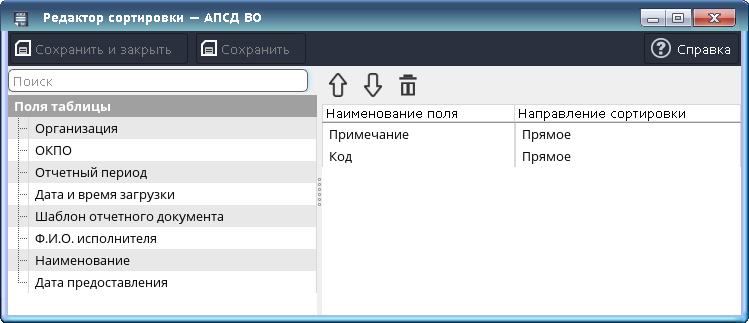 Редактор сортировки — АПСД ВО
Сохранить и закрыть Сохранить Справка
Поиск
Поля таблицы
Организация
ОКПО
Отчетный период
Дата и время загрузки
Шаблон отчетного документа
Ф.И.О. исполнителя
Наименование
Дата предоставления
Наименование поля Направление сортировки
Примечание Прямое
Код Прямое